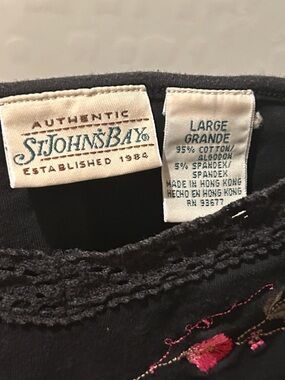 AUTHENTIC
ST.JOHN'S BAY®
ESTABLISHED 1984
LARGE
GRANDE
95% COTTON/
ALGODON
5% SPANDEX/
SPANDEX
MADE IN HONG KONG
HECHO EN HONG KONG
RN 93677